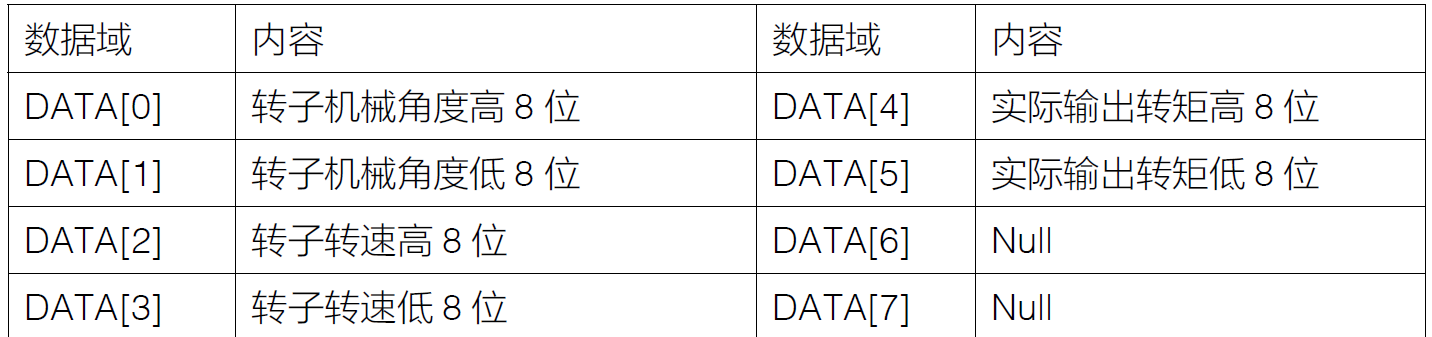 数据域 内容 数据域 内容
DATA[0] 转子机械角度高 8 位 DATA[4] 实际输出转矩高 8 位
DATA[1] 转子机械角度低 8 位 DATA[5] 实际输出转矩低 8 位
DATA[2] 转子转速高 8 位 DATA[6] Null
DATA[3] 转子转速低 8 位 DATA[7] Null